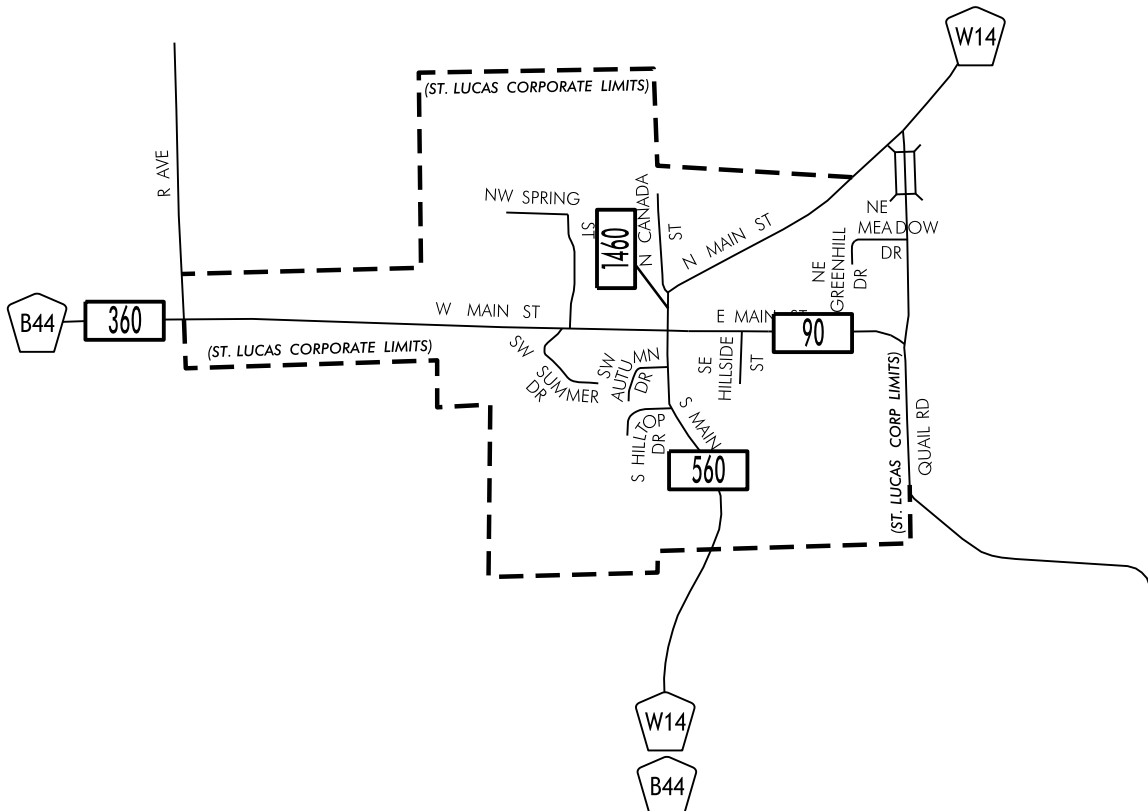 W14
(ST. LUCAS CORPORATE LIMITS)
R AVE
NW SPRING
ST
1460
N CANADA
ST
N MAIN ST
NE
MEADOW
DR
NE
GREENHILL
DR
B44
360
W MAIN ST
E MAIN ST
90
(ST. LUCAS CORPORATE LIMITS)
SW
SUMMER
DR
SW
AUTUMN
DR
SE
HILLSIDE
ST
S HILLTOP
DR
S MAIN
560
(ST. LUCAS CORP LIMITS)
QUAIL RD
W14
B44